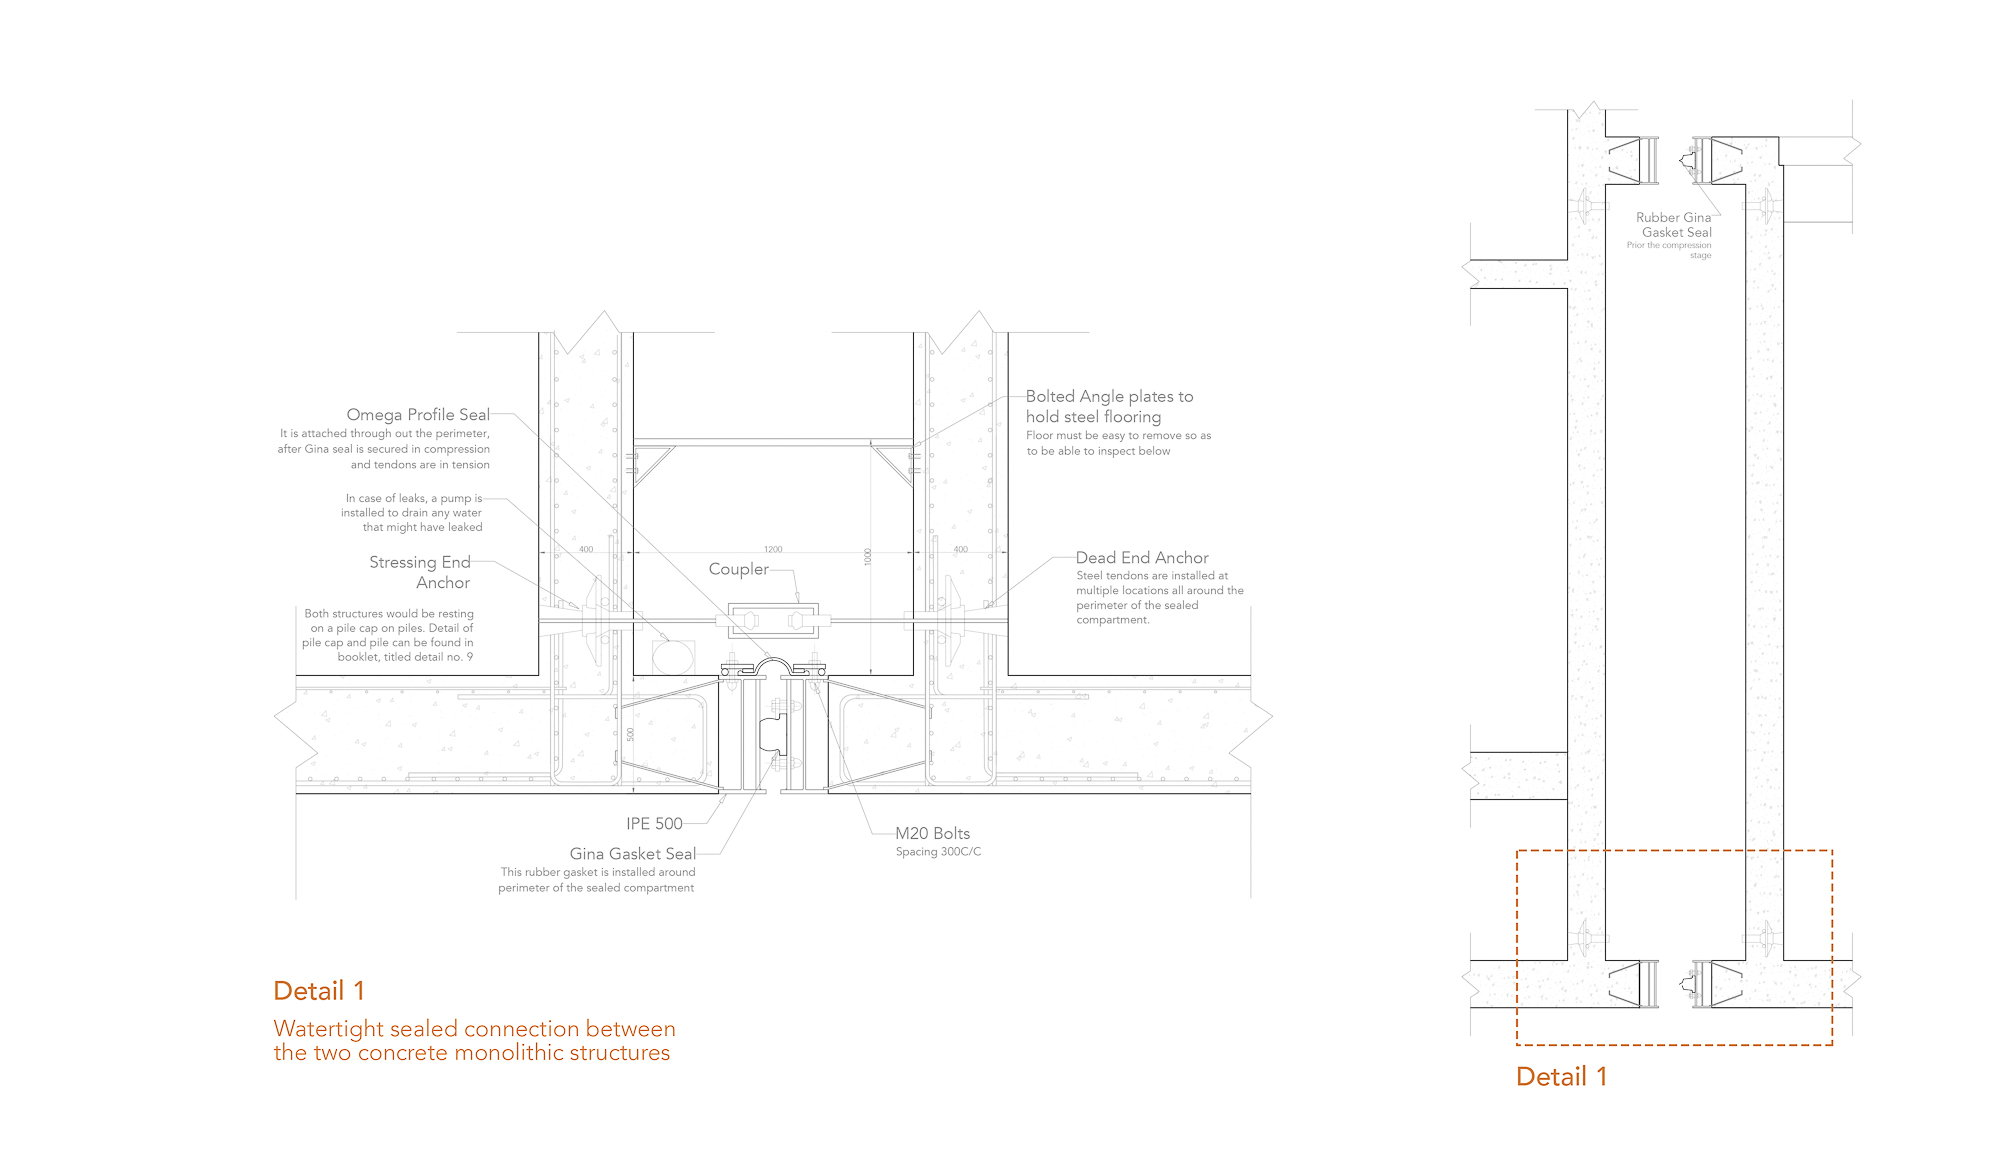 Rubber Gina
Gasket Seal
Prior the compression
stage
Omega Profile Seal
It is attached through out the perimeter,
after Gina seal is secured in compression
and tendons are in tension
In case of leaks, a pump is
installed to drain any water
that might have leaked
Stressing End
Anchor
Both structures would be resting
on a pile cap on piles. Detail of
pile cap and pile can be found in
booklet, titled detail no. 9
Bolted Angle plates to
hold steel flooring
Floor must be easy to remove so as
to be able to inspect below
400
1200
1000
400
Coupler
Dead End Anchor
Steel tendons are installed at
multiple locations all around the
perimeter of the sealed
compartment.
500
IPE 500
Gina Gasket Seal
This rubber gasket is installed around
perimeter of the sealed compartment
M20 Bolts
Spacing 300C/C
Detail 1
Watertight sealed connection between
the two concrete monolithic structures
Detail 1